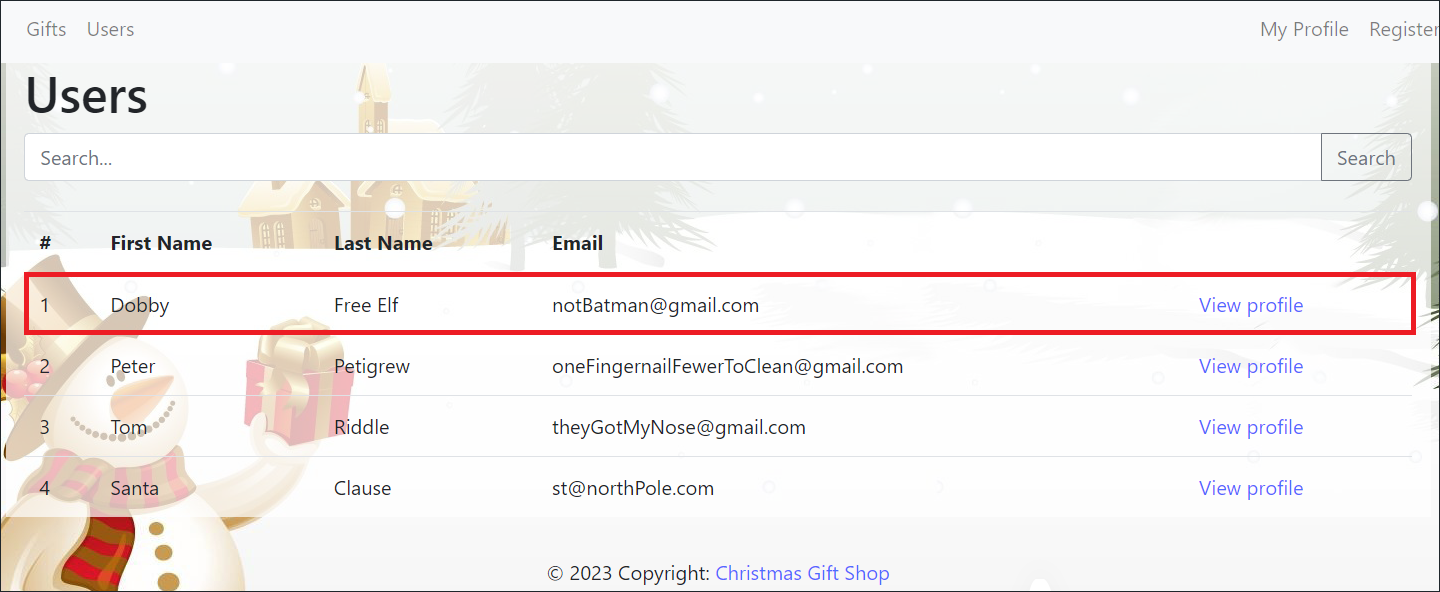 Gifts Users My Profile Register
Users
Search... Search
# First Name Last Name Email
1 Dobby Free Elf notBatman@gmail.com View profile
2 Peter Petigrew oneFingernailFewerToClean@gmail.com View profile
3 Tom Riddle theyGotMyNose@gmail.com View profile
4 Santa Clause st@northPole.com View profile
© 2023 Copyright: Christmas Gift Shop